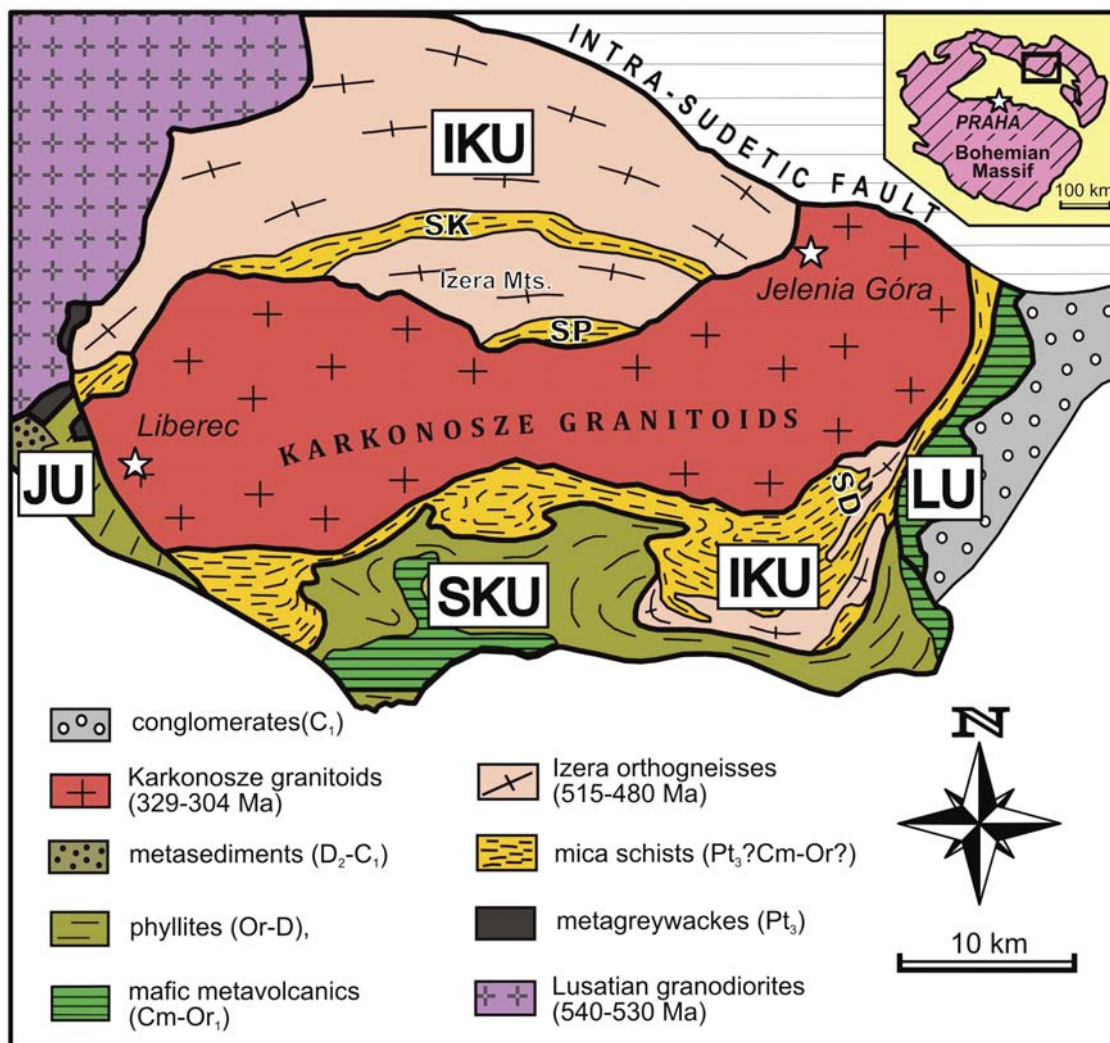 INTRA-SUDETIC FAULT
PRAHA
Bohemian
Massif
100 km
IKU
SK
Izera Mts.
SP
Jelenia Góra
Liberec
KARKONOSZE GRANITOIDS
JU
SD
LU
SKU
IKU
conglomerates(C₁)
Karkonosze granitoids
(329-304 Ma)
metasediments (D₂-C₁)
phyllites (Or-D),
mafic metavolcanics
(Cm-Or₁)
Izera orthogneisses
(515-480 Ma)
mica schists (Pt₃?Cm-Or?)
metagreywackes (Pt₃)
Lusatian granodiorites
(540-530 Ma)
N
10 km